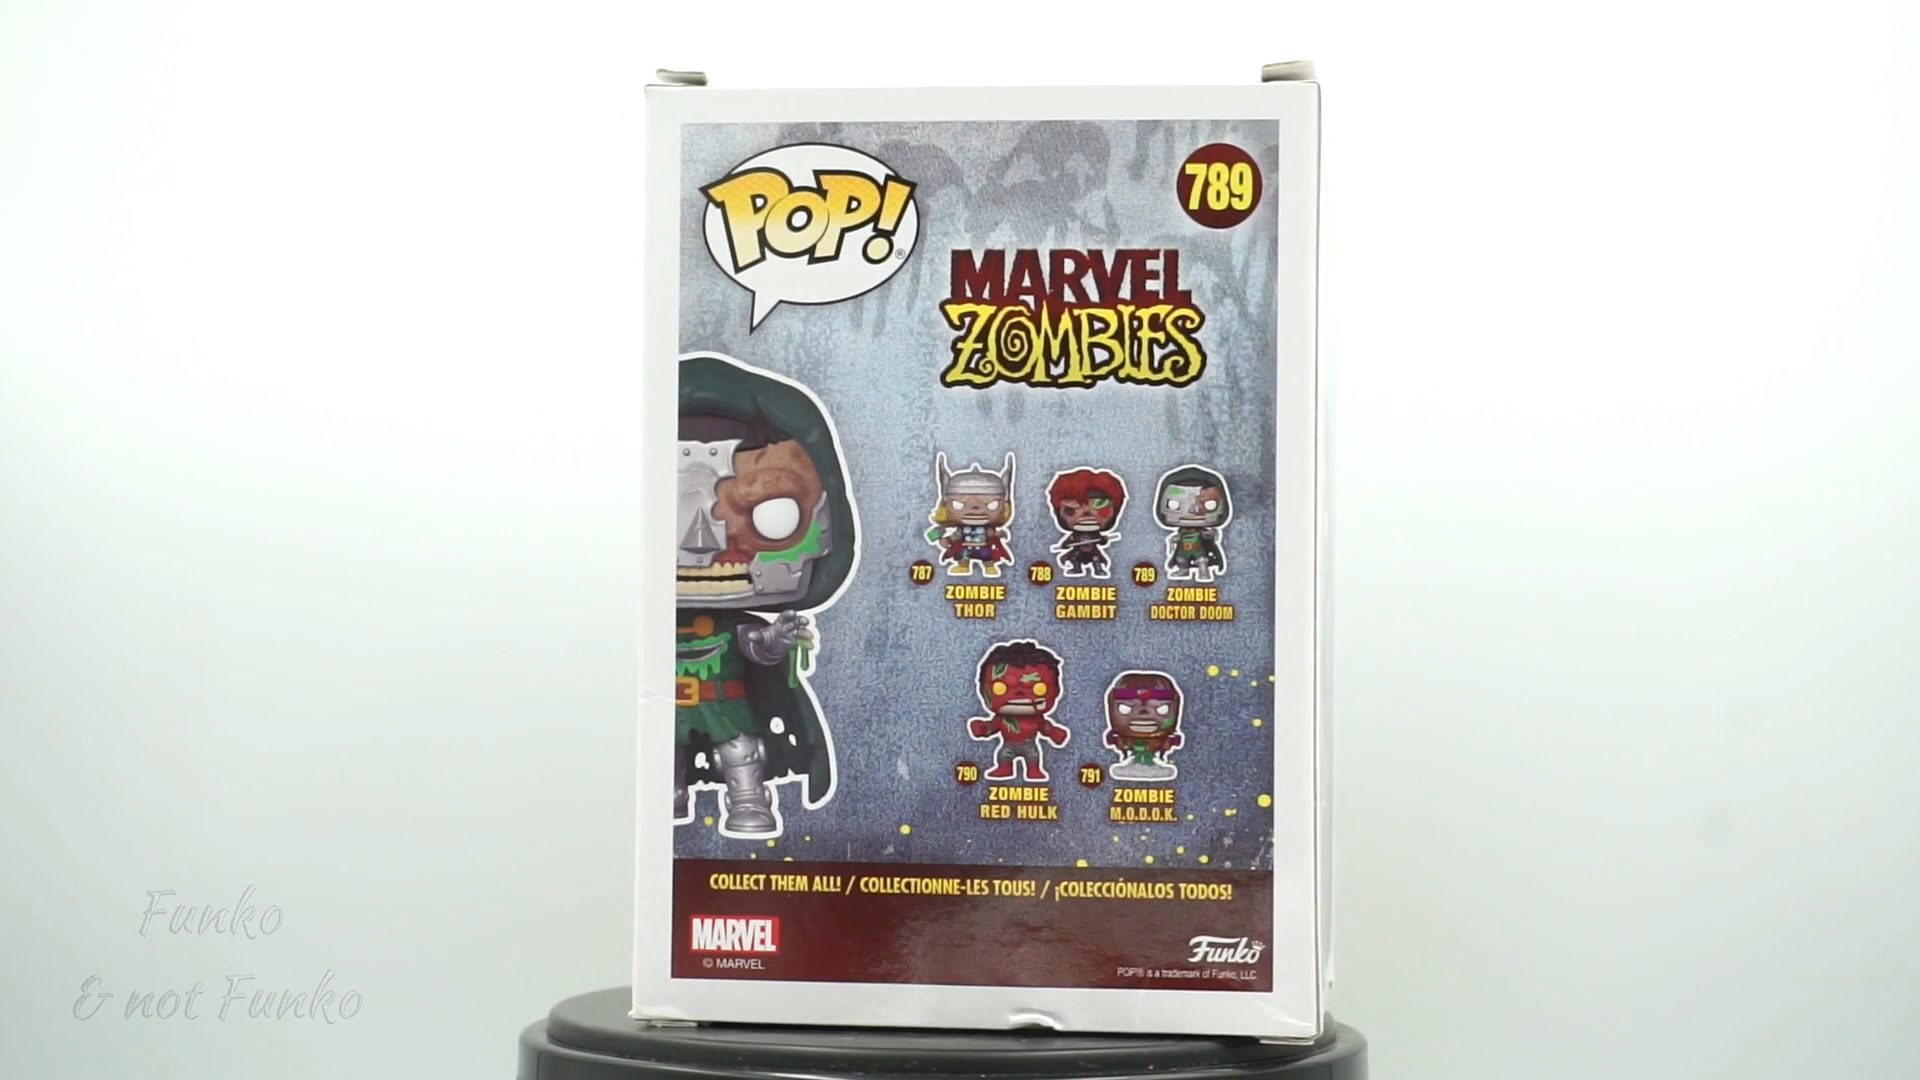 POP!®
789
MARVEL
ZOMBIES
787
ZOMBIE
THOR
788
ZOMBIE
GAMBIT
789
ZOMBIE
DOCTOR DOOM
790
ZOMBIE
RED HULK
791
ZOMBIE
M.O.D.O.K.
COLLECT THEM ALL! / COLLECTIONNE-LES TOUS! / ¡COLECCIÓNALOS TODOS!
MARVEL
© MARVEL
Funko
POP!® is a trademark of Funko, LLC
Funko
& not Funko